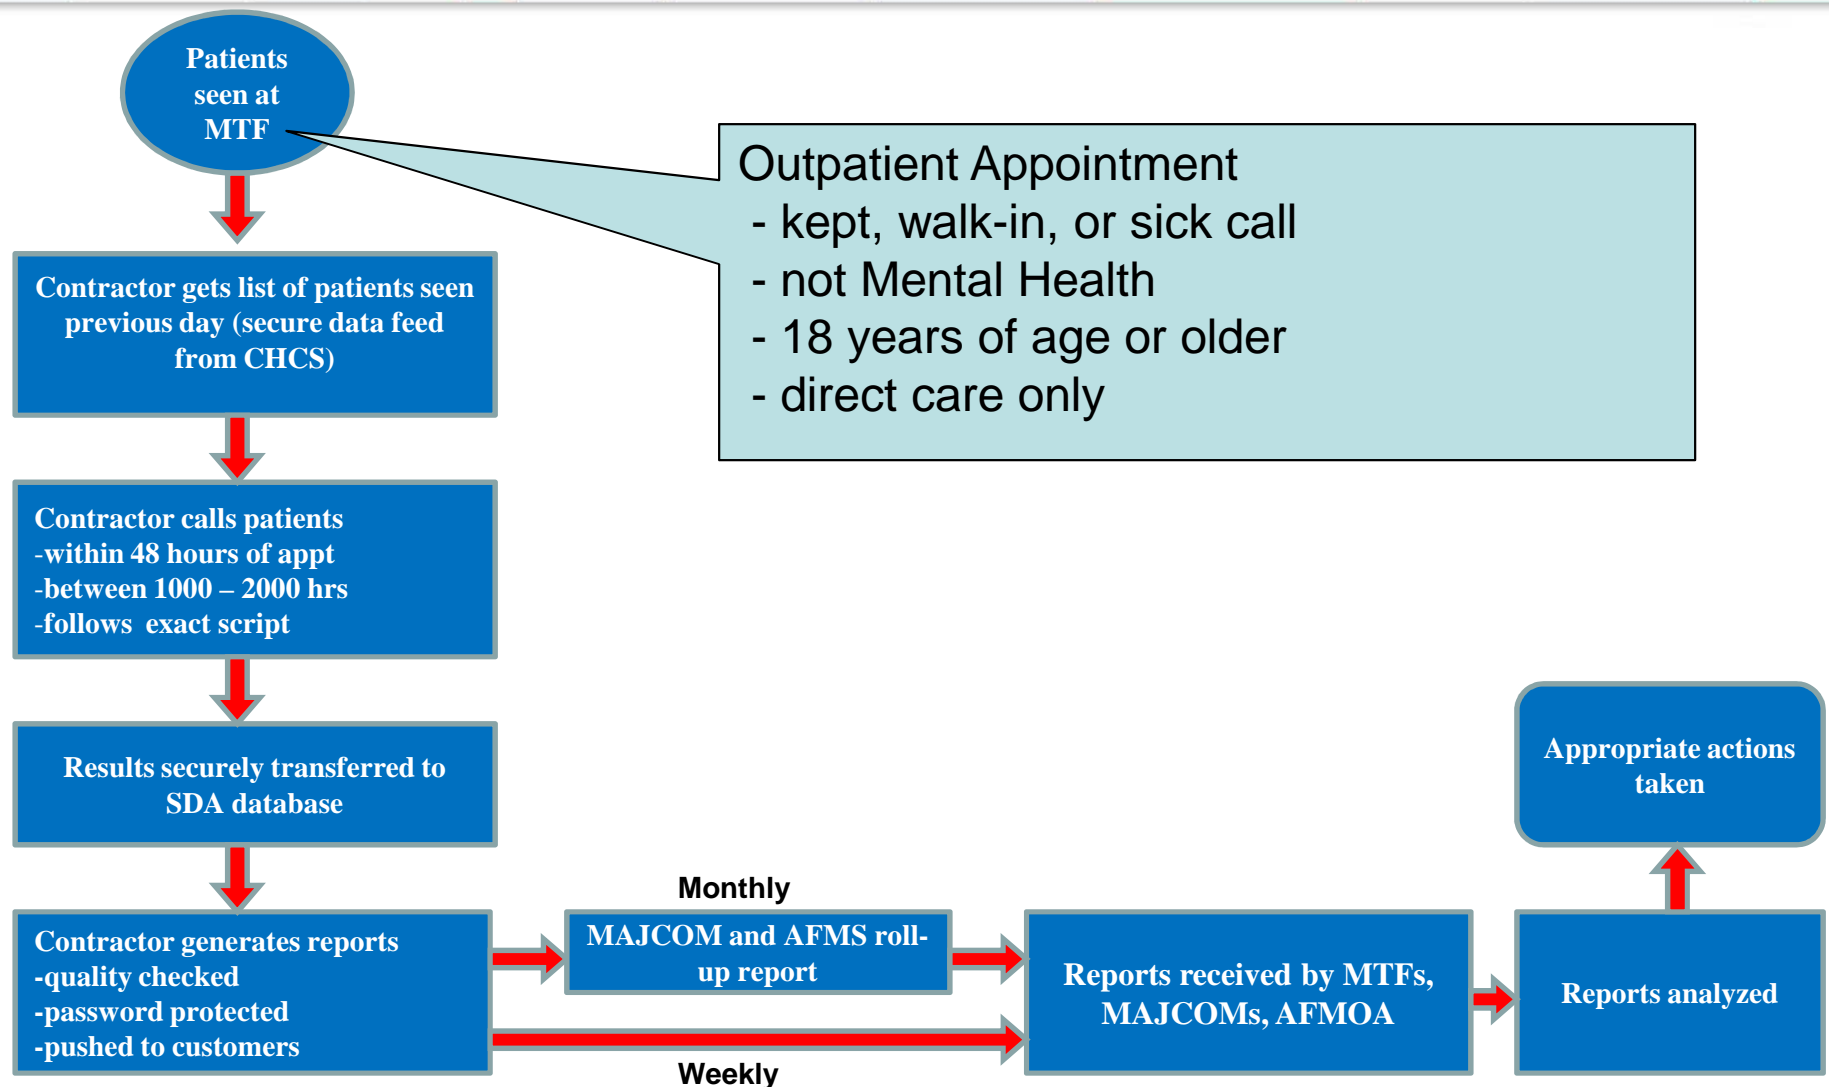 Patients
seen at
MTF
Outpatient Appointment
- kept, walk-in, or sick call
- not Mental Health
- 18 years of age or older
- direct care only
Contractor gets list of patients seen
previous day (secure data feed
from CHCS)
Contractor calls patients
-within 48 hours of appt
-between 1000 – 2000 hrs
-follows exact script
Results securely transferred to
SDA database
Contractor generates reports
-quality checked
-password protected
-pushed to customers
Monthly
MAJCOM and AFMS roll-
up report
Weekly
Reports received by MTFs,
MAJCOMs, AFMOA
Reports analyzed
Appropriate actions
taken